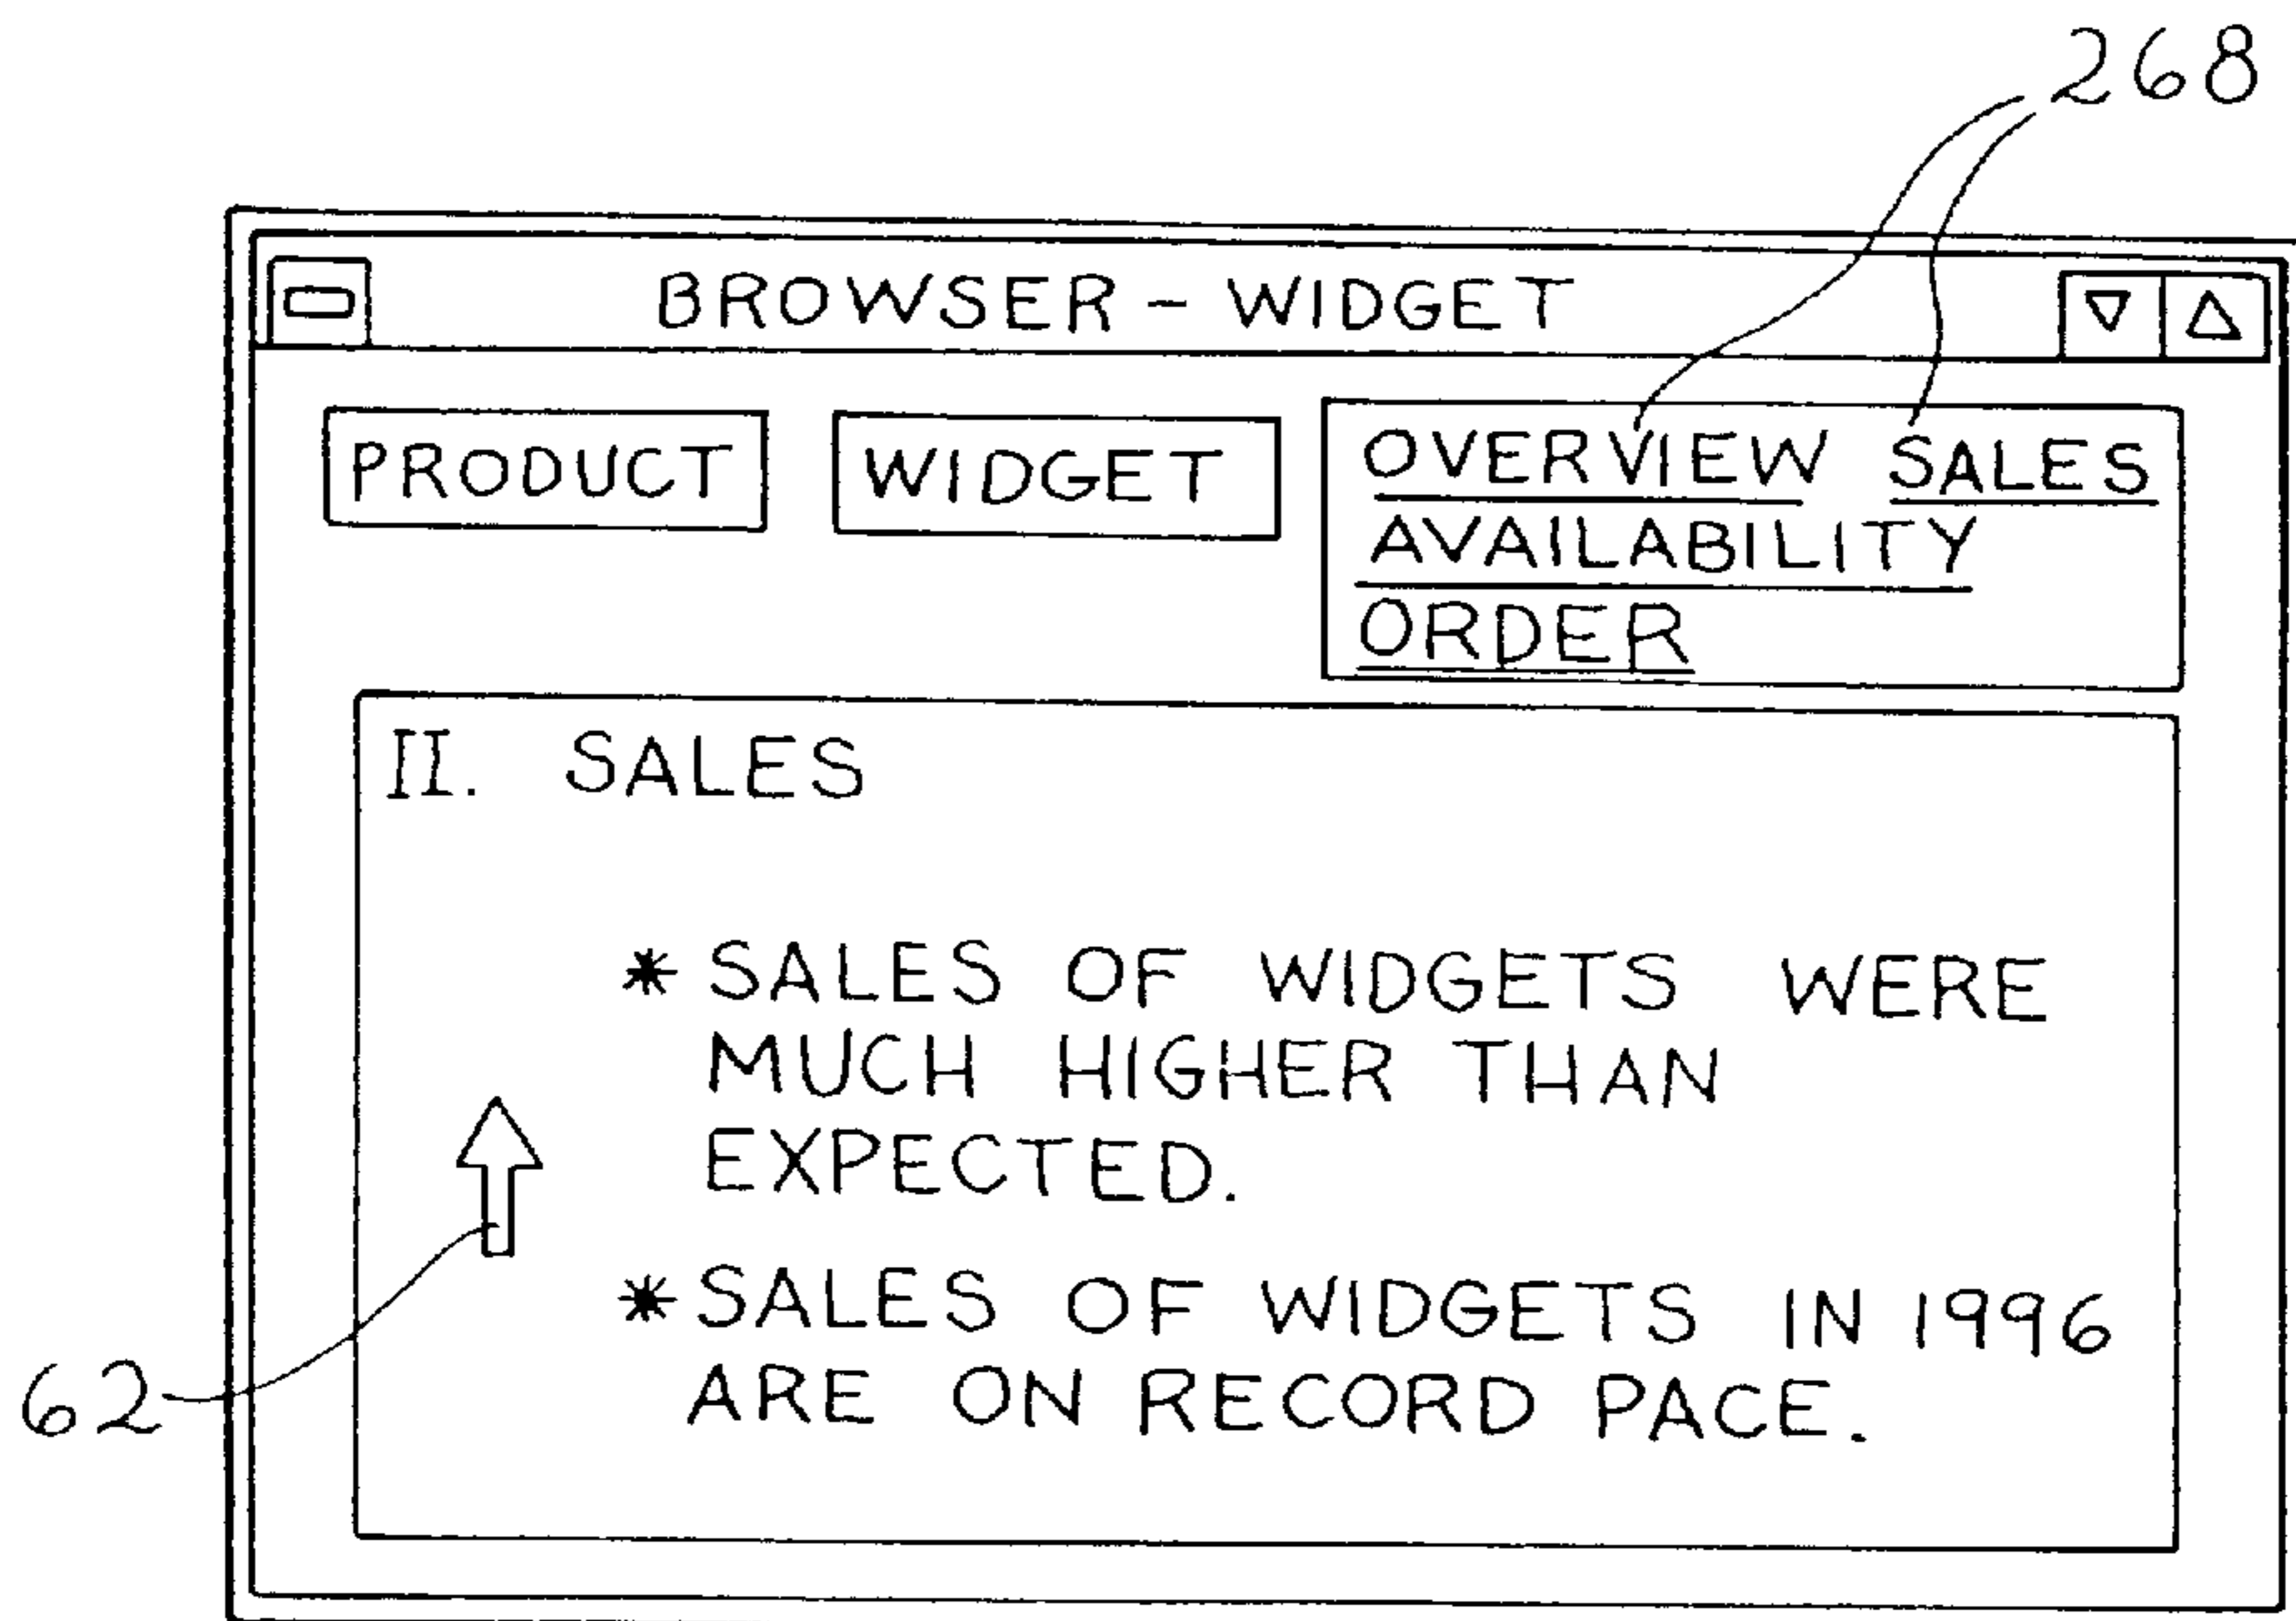 268
BROWSER - WIDGET
PRODUCT
WIDGET
OVERVIEW SALES
AVAILABILITY
ORDER
II. SALES
* SALES OF WIDGETS WERE
MUCH HIGHER THAN
EXPECTED.
* SALES OF WIDGETS IN 1996
ARE ON RECORD PACE.
62